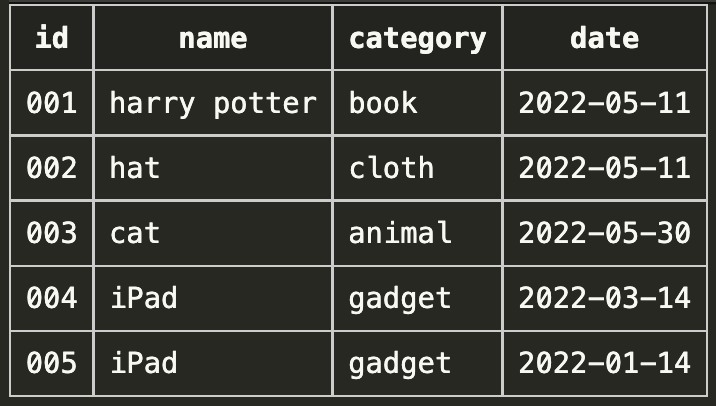 id name category date
001 harry potter book 2022-05-11
002 hat cloth 2022-05-11
003 cat animal 2022-05-30
004 iPad gadget 2022-03-14
005 iPad gadget 2022-01-14